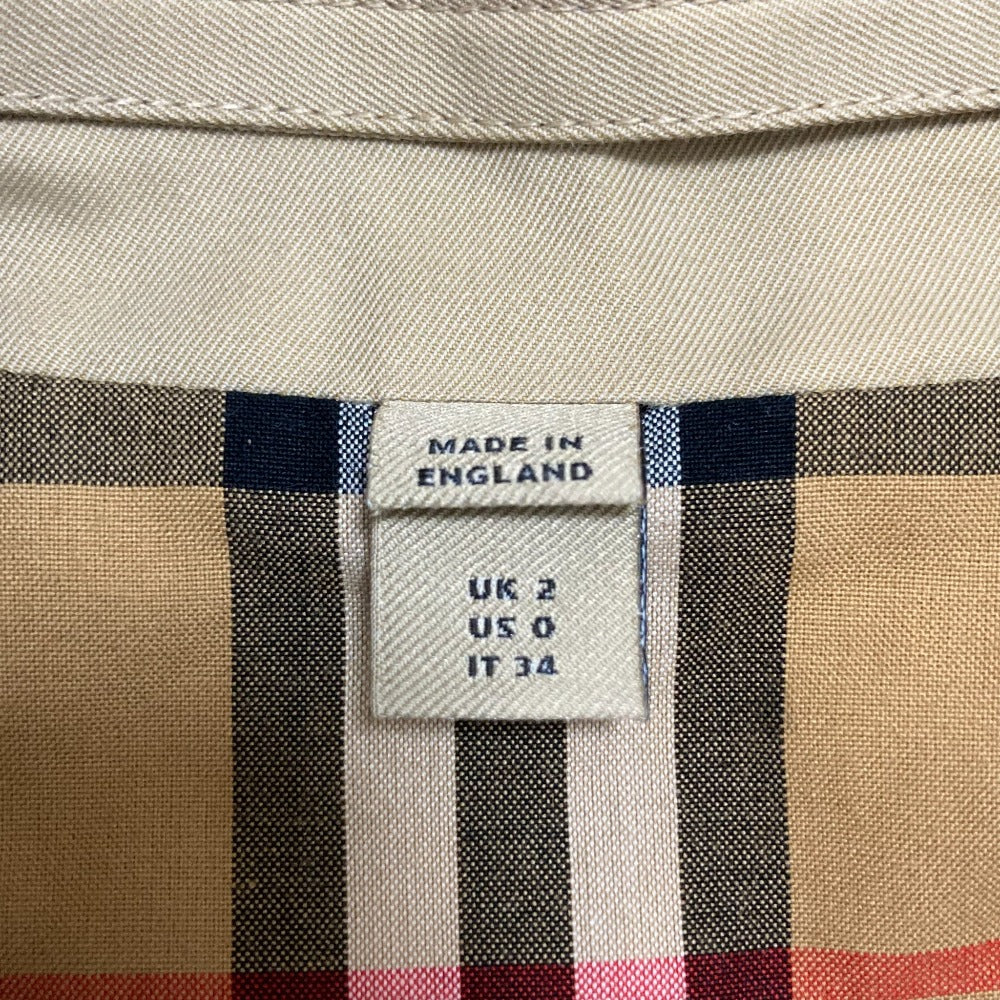 MADE IN
ENGLAND
UK 2
US 0
IT 34